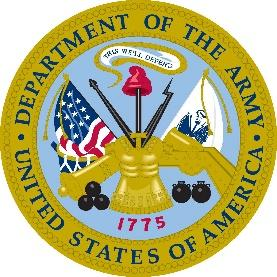 DEPARTMENT OF THE ARMY
THIS WE'LL DEFEND
1775
UNITED STATES OF AMERICA